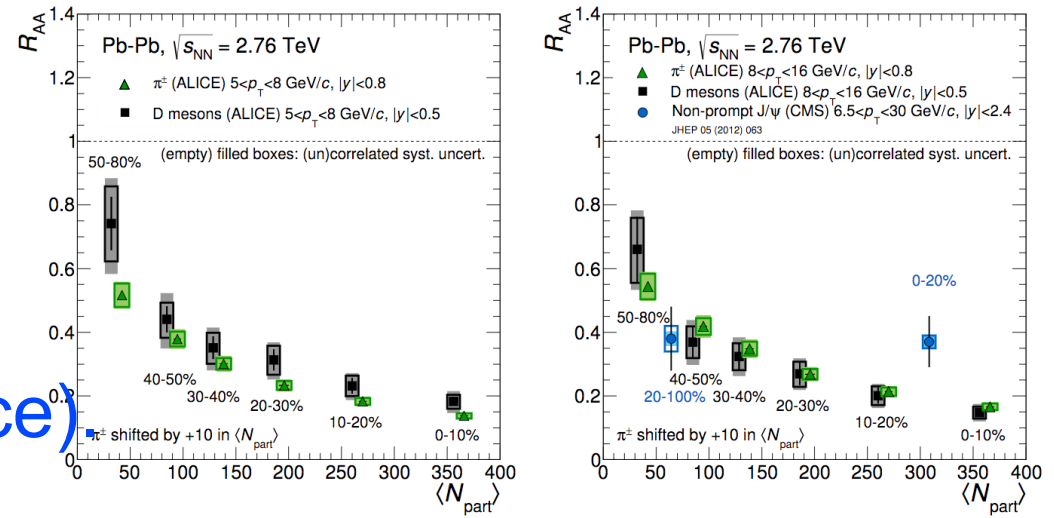 R_AA
1.4
1.2
1
0.8
0.6
0.4
0.2
0
Pb-Pb, √s_NN = 2.76 TeV
π± (ALICE) 5<p_T<8 GeV/c, |y|<0.8
D mesons (ALICE) 5<p_T<8 GeV/c, |y|<0.5
(empty) filled boxes: (un)correlated syst. uncert.
50-80%
40-50%
30-40%
20-30%
10-20%
0-10%
ce).
π± shifted by +10 in ⟨N_part⟩
0 50 100 150 200 250 300 350 400
⟨N_part⟩
R_AA
1.4
1.2
1
0.8
0.6
0.4
0.2
0
Pb-Pb, √s_NN = 2.76 TeV
π± (ALICE) 8<p_T<16 GeV/c, |y|<0.8
D mesons (ALICE) 8<p_T<16 GeV/c, |y|<0.5
Non-prompt J/ψ (CMS) 6.5<p_T<30 GeV/c, |y|<2.4
JHEP 05 (2012) 063
(empty) filled boxes: (un)correlated syst. uncert.
0-20%
50-80%
40-50%
20-100%
30-40%
20-30%
10-20%
0-10%
π± shifted by +10 in ⟨N_part⟩
0 50 100 150 200 250 300 350 400
⟨N_part⟩